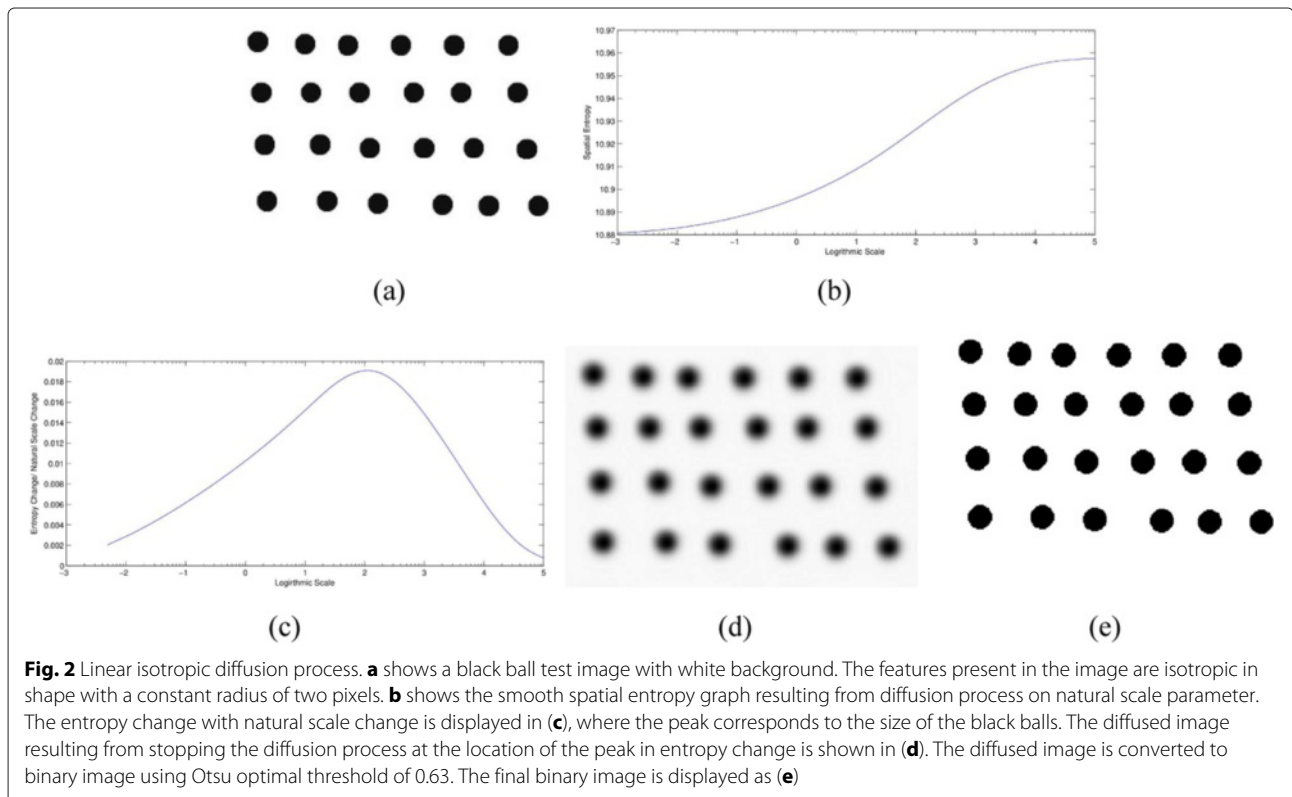 10.97
10.96
10.95
10.94
10.93
10.92
10.91
10.9
10.89
10.88
Spatial Entropy
−3 −2 −1 0 1 2 3 4 5
Logrithmic Scale
(a)
(b)
0.02
0.018
0.016
0.014
0.012
0.01
0.008
0.006
0.004
0.002
0
Entropy Change/ Natural Scale Change
−3 −2 −1 0 1 2 3 4 5
Logirithmic Scale
(c)
(d)
(e)
Fig. 2 Linear isotropic diffusion process. a shows a black ball test image with white background. The features present in the image are isotropic in
shape with a constant radius of two pixels. b shows the smooth spatial entropy graph resulting from diffusion process on natural scale parameter.
The entropy change with natural scale change is displayed in (c), where the peak corresponds to the size of the black balls. The diffused image
resulting from stopping the diffusion process at the location of the peak in entropy change is shown in (d). The diffused image is converted to
binary image using Otsu optimal threshold of 0.63. The final binary image is displayed as (e)